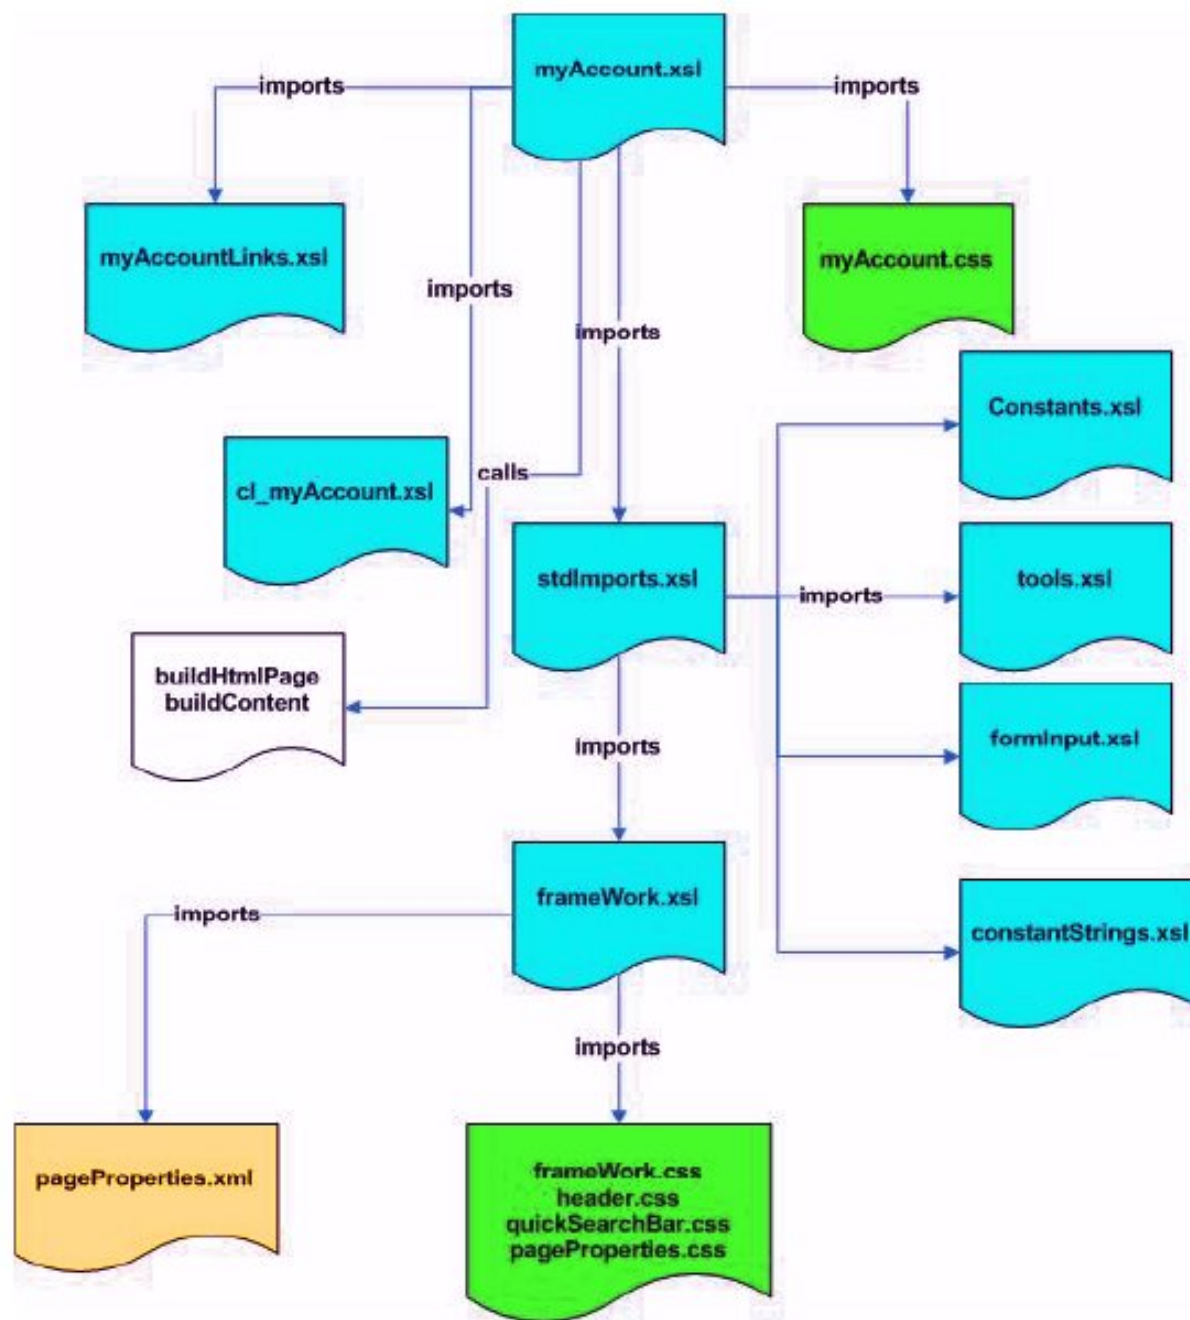 myAccount.xsl
imports
imports
myAccountLinks.xsl
myAccount.css
imports
imports
Constants.xsl
calls
cl_myAccount.xsl
stdImports.xsl
imports
tools.xsl
buildHtmlPage
buildContent
imports
formInput.xsl
frameWork.xsl
imports
constantStrings.xsl
imports
pageProperties.xml
frameWork.css
header.css
quickSearchBar.css
pageProperties.css